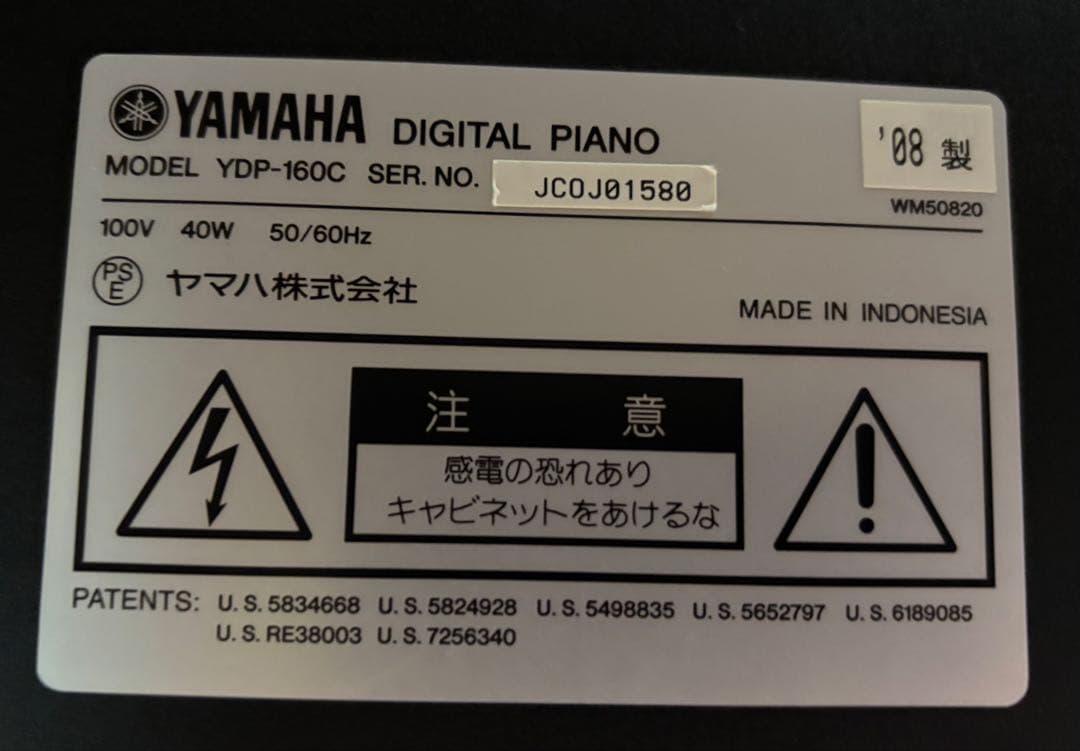 YAMAHA DIGITAL PIANO
'08 製
MODEL YDP-160C SER. NO. JCOJ01580
WM50820
100V 40W 50/60Hz
PS
E
ヤマハ株式会社
MADE IN INDONESIA
注意
感電の恐れあり
キャビネットをあけるな
PATENTS: U. S. 5834668 U. S. 5824928 U. S. 5498835 U. S. 5652797 U. S. 6189085
U. S. RE38003 U. S. 7256340